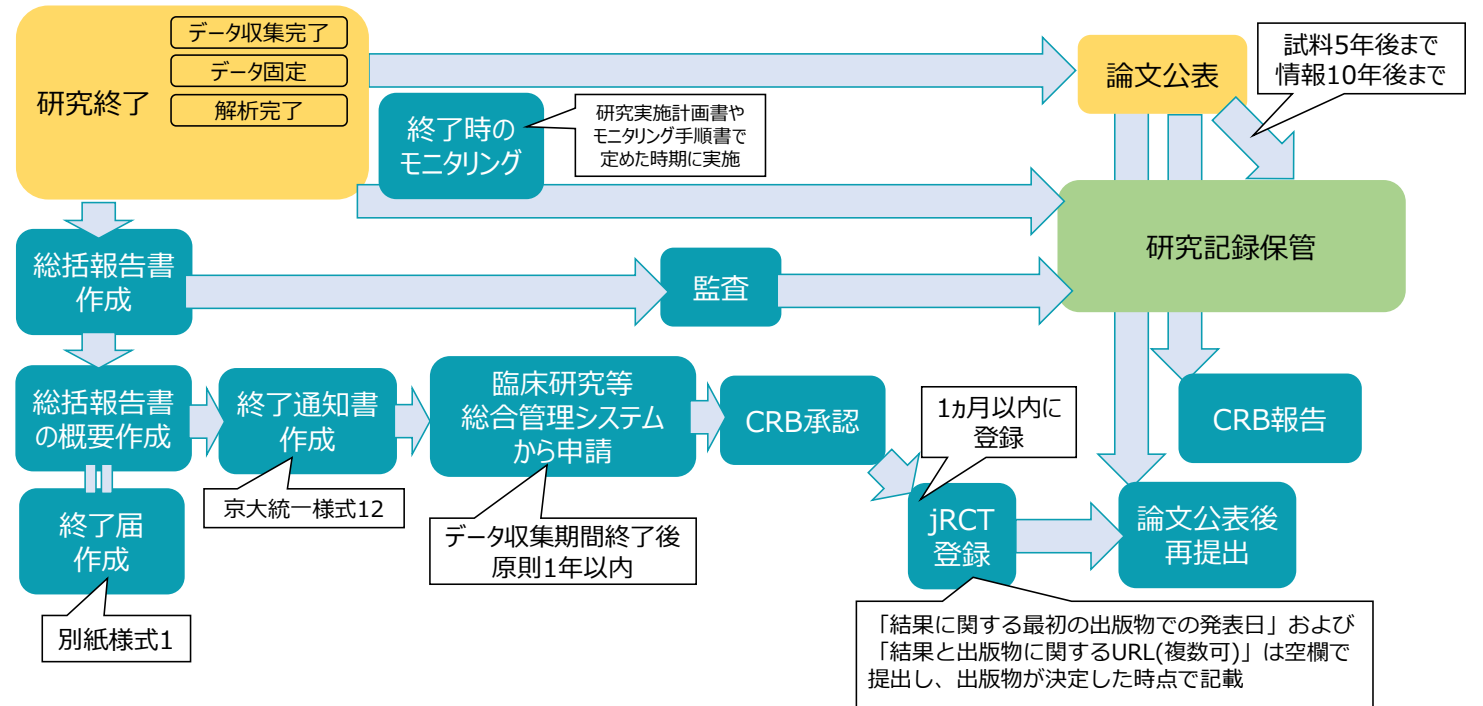 研究終了
データ収集完了
データ固定
解析完了
論文公表
試料5年後まで
情報10年後まで
終了時の
モニタリング
研究実施計画書や
モニタリング手順書で
定めた時期に実施
研究記録保管
総括報告書
作成
監査
総括報告書
の概要作成
終了通知書
作成
京大統一様式12
臨床研究等
総合管理システム
から申請
データ収集期間終了後
原則1年以内
CRB承認
1ヵ月以内に
登録
CRB報告
終了届
作成
別紙様式1
jRCT
登録
論文公表後
再提出
「結果に関する最初の出版物での発表日」および
「結果と出版物に関するURL(複数可)」は空欄で
提出し、出版物が決定した時点で記載